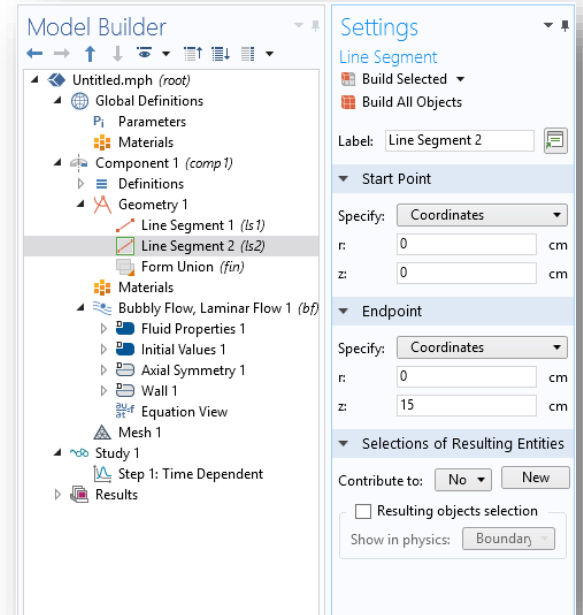 Model Builder
Untitled.mph (root)
Global Definitions
Pi Parameters
Materials
Component 1 (comp1)
Definitions
Geometry 1
Line Segment 1 (ls1)
Line Segment 2 (ls2)
Form Union (fin)
Materials
Bubbly Flow, Laminar Flow 1 (bf)
Fluid Properties 1
Initial Values 1
Axial Symmetry 1
Wall 1
Equation View
Mesh 1
Study 1
Step 1: Time Dependent
Results
Settings
Line Segment
Build Selected
Build All Objects
Label: Line Segment 2
Start Point
Specify: Coordinates
r: 0 cm
z: 0 cm
Endpoint
Specify: Coordinates
r: 0 cm
z: 15 cm
Selections of Resulting Entities
Contribute to: No New
Resulting objects selection
Show in physics: Boundary